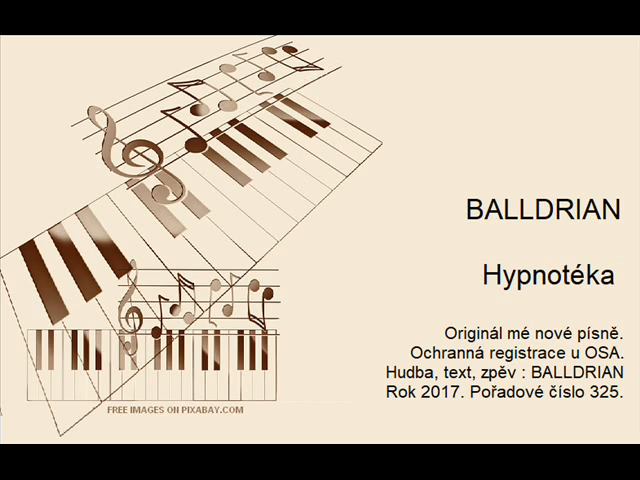 BALLDRIAN
Hypnotéka
Originál mé nové písně.
Ochranná registrace u OSA.
Hudba, text, zpěv : BALLDRIAN
Rok 2017. Pořadové číslo 325.
FREE IMAGES ON PIXABAY.COM